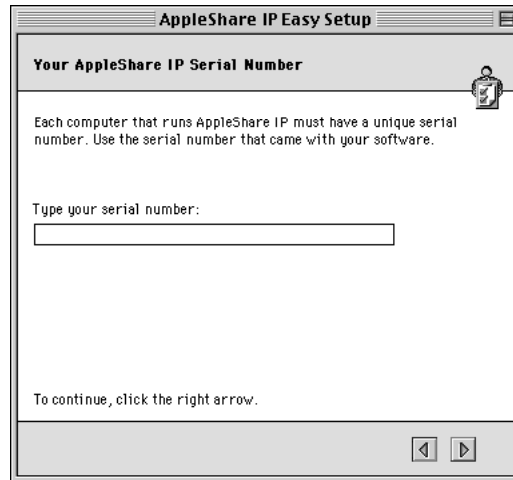 AppleShare IP Easy Setup
Your AppleShare IP Serial Number
Each computer that runs AppleShare IP must have a unique serial
number. Use the serial number that came with your software.
Type your serial number:
To continue, click the right arrow.